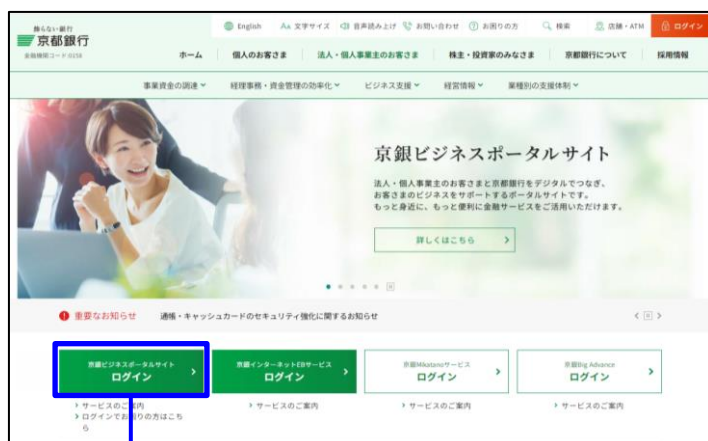 飾らない銀行
京都銀行
金融機関コード:0158
English Aa 文字サイズ 音声読み上げ お問い合わせ お困りの方 検索 店舗・ATM ログイン
ホーム 個人のお客さま 法人・個人事業主のお客さま 株主・投資家のみなさま 京都銀行について 採用情報
事業資金の調達 経理事務・資金管理の効率化 ビジネス支援 経営情報 業種別の支援体制
京銀ビジネスポータルサイト
法人・個人事業主のお客さまと京都銀行をデジタルでつなぎ、
お客さまのビジネスをサポートするポータルサイトです。
もっと身近に、もっと便利に金融サービスをご活用いただけます。
詳しくはこちら
重要なお知らせ 通帳・キャッシュカードのセキュリティ強化に関するお知らせ
京銀ビジネスポータルサイト
ログイン
京銀インターネットEBサービス
ログイン
京銀Mikatanoサービス
ログイン
京銀Big Advance
ログイン
サービスのご案内
ログインでお困りの方はこち
ら
サービスのご案内
サービスのご案内
サービスのご案内